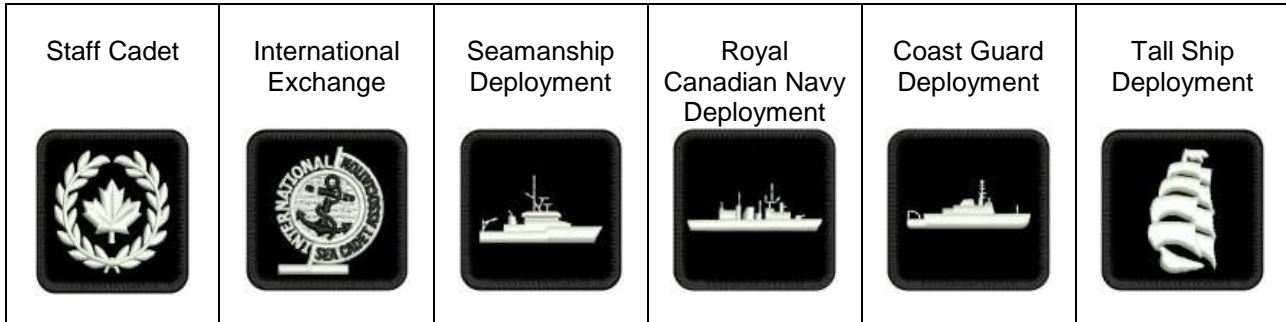 Staff Cadet
International
Exchange
Seamanship
Deployment
Royal
Canadian Navy
Deployment
Coast Guard
Deployment
Tall Ship
Deployment
INTERNATIONAL
SEA CADET
ASSOCIATION